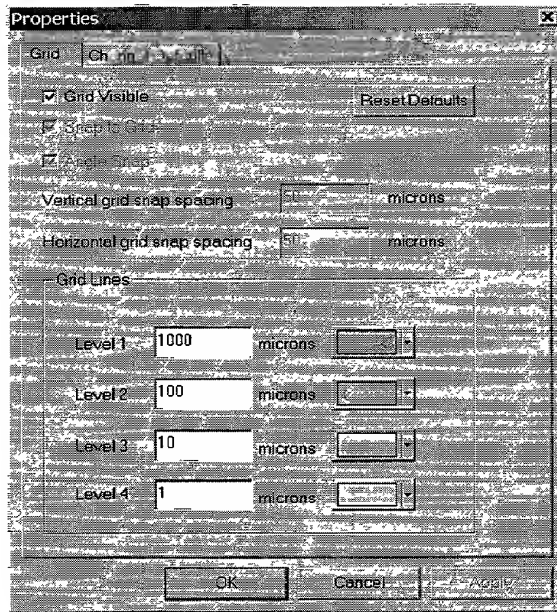 Properties
Grid
Grid Visible
Reset Defaults
Snap to Grid
Angle Snap
Vertical grid snap spacing 50 microns
Horizontal grid snap spacing 50 microns
Grid Lines
Level 1 1000 microns
Level 2 100 microns
Level 3 10 microns
Level 4 1 microns
OK Cancel Apply